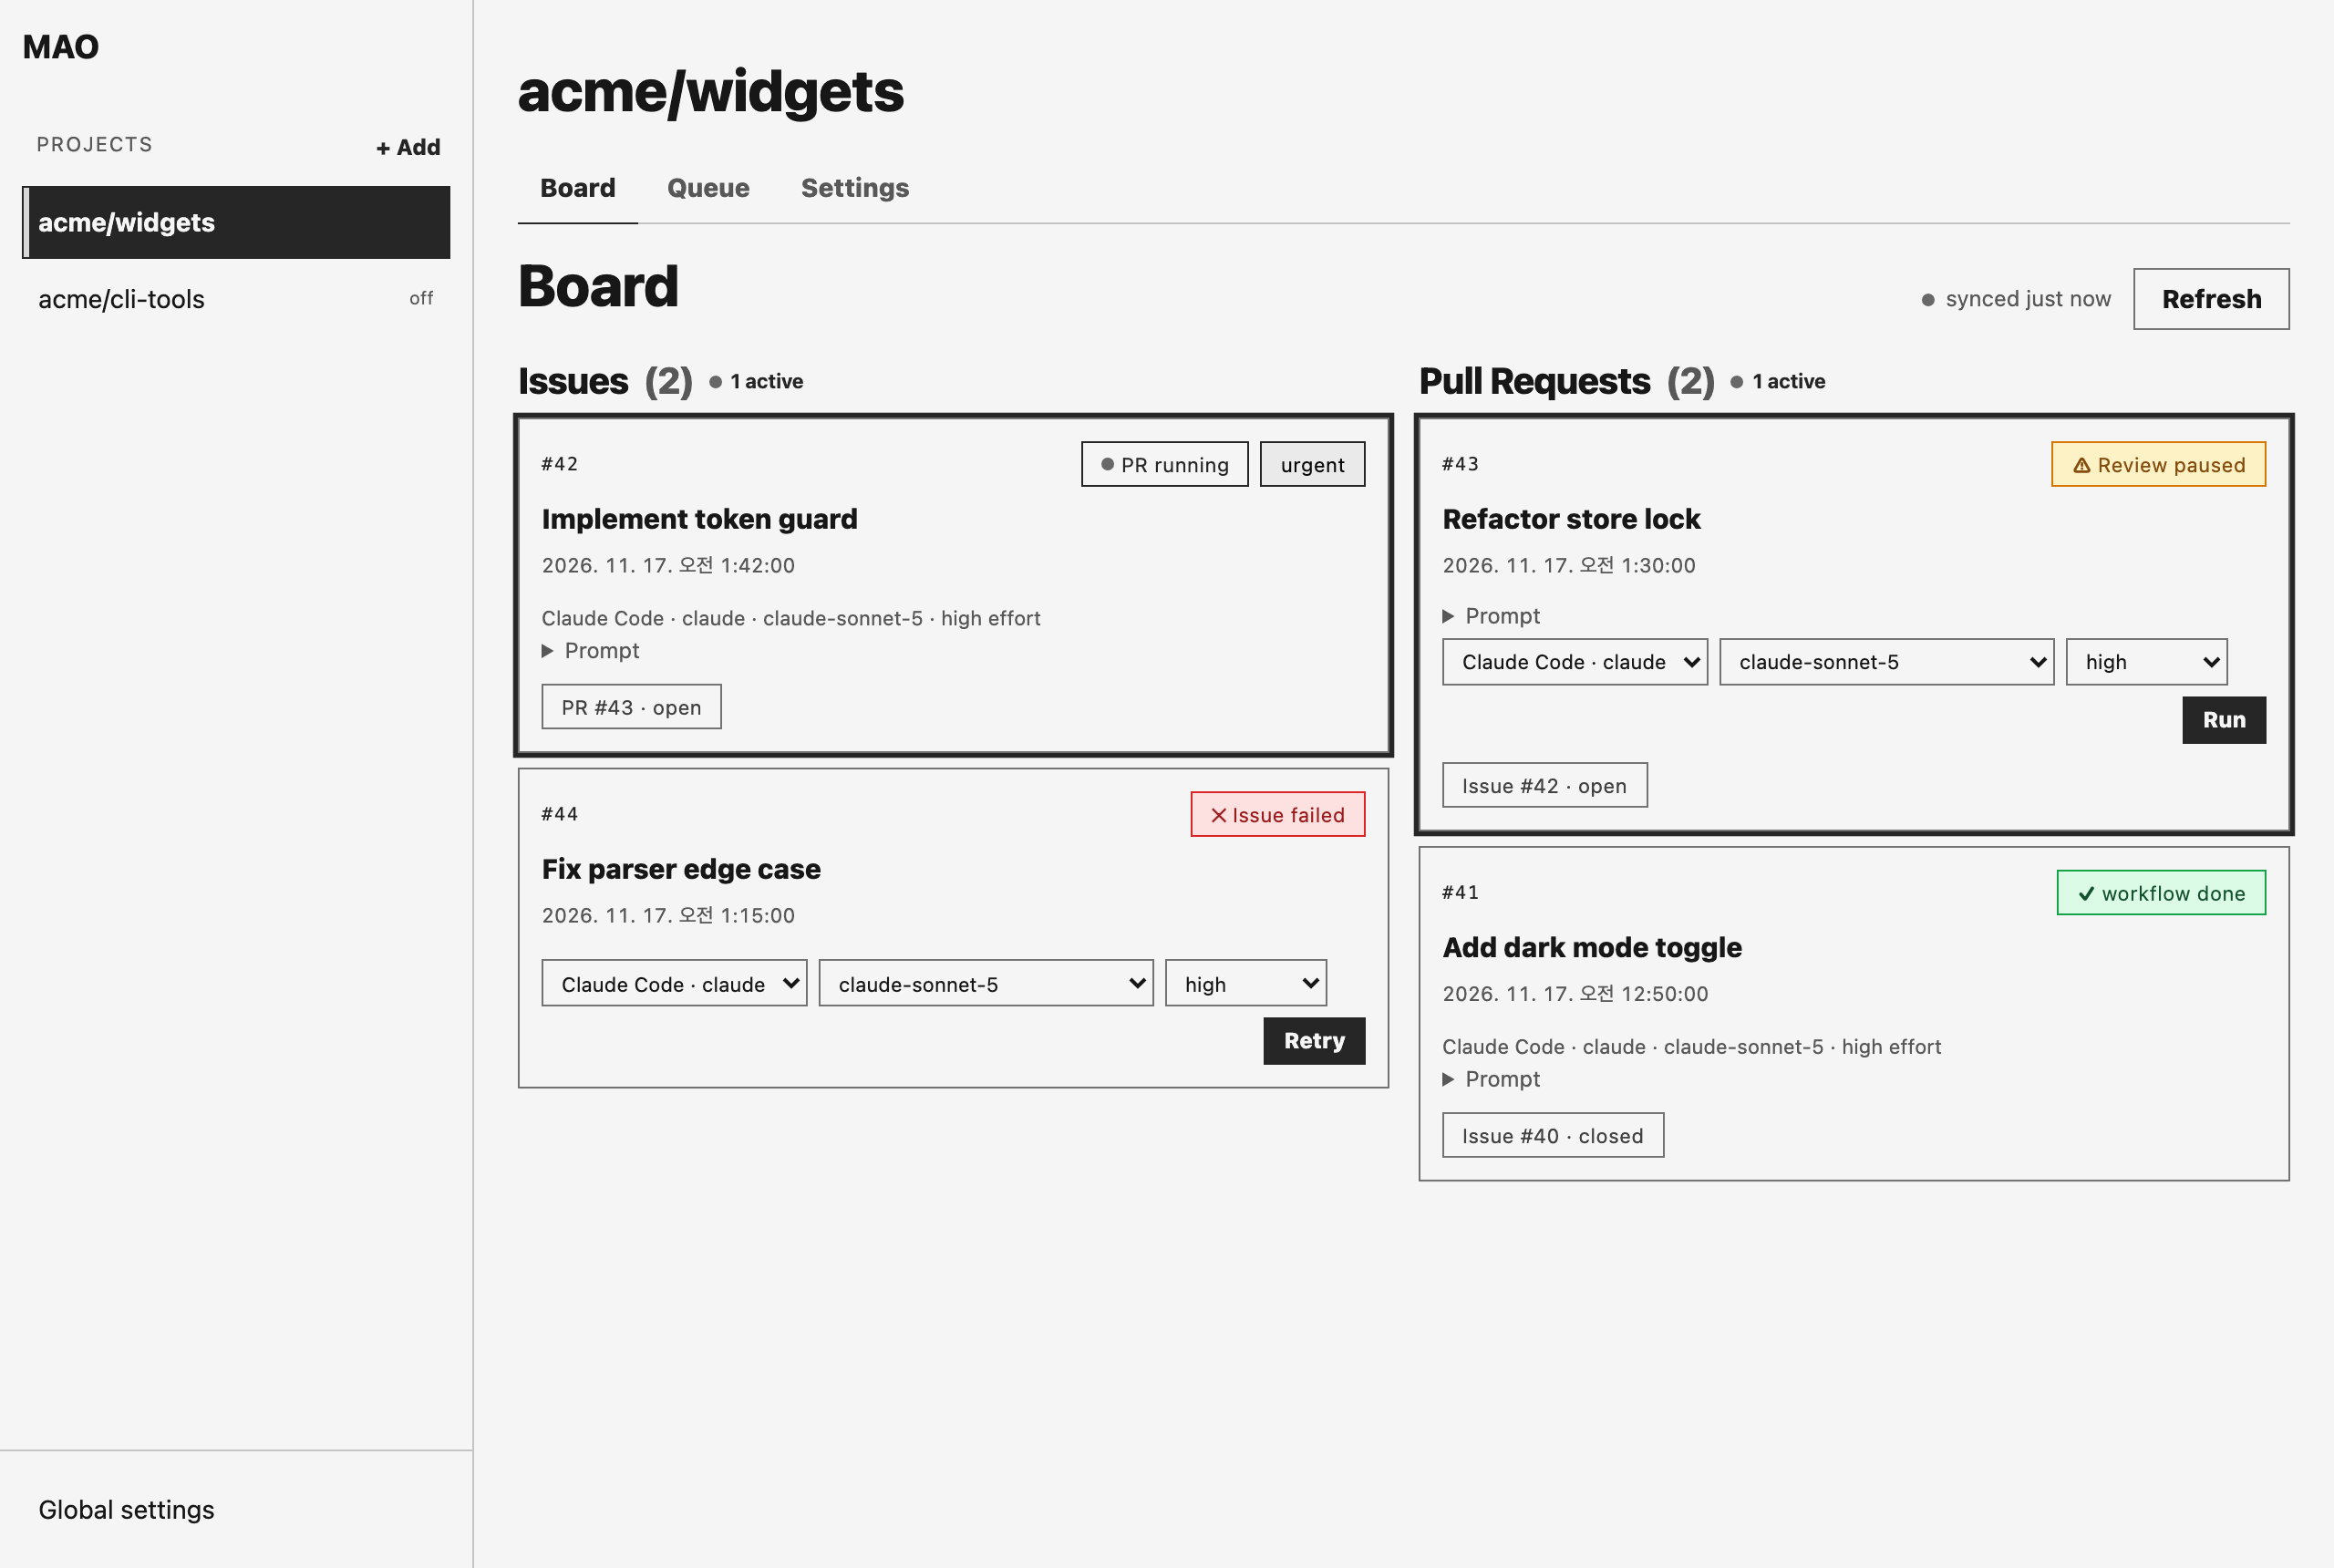 MAO
PROJECTS
+ Add
acme/widgets
acme/cli-tools
off
Global settings
acme/widgets
Board
Queue
Settings
Board
synced just now
Refresh
Issues (2) 1 active
#42
PR running
urgent
Implement token guard
2026. 11. 17. 오전 1:42:00
Claude Code · claude · claude-sonnet-5 · high effort
Prompt
PR #43 · open
#44
Issue failed
Fix parser edge case
2026. 11. 17. 오전 1:15:00
Claude Code · claude
claude-sonnet-5
high
Retry
Pull Requests (2) 1 active
#43
Review paused
Refactor store lock
2026. 11. 17. 오전 1:30:00
Prompt
Claude Code · claude
claude-sonnet-5
high
Run
Issue #42 · open
#41
workflow done
Add dark mode toggle
2026. 11. 17. 오전 12:50:00
Claude Code · claude · claude-sonnet-5 · high effort
Prompt
Issue #40 · closed